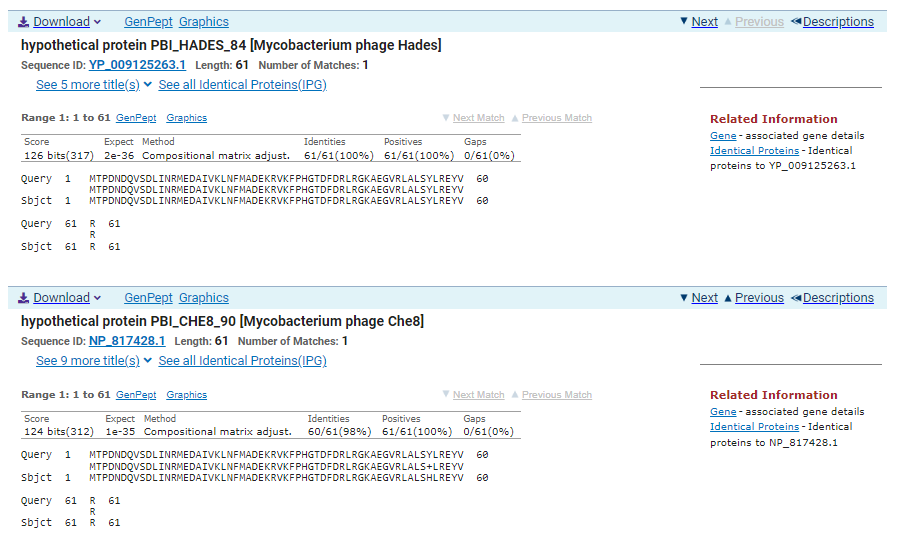 Download GenPept Graphics Next Previous Descriptions
hypothetical protein PBI_HADES_84 [Mycobacterium phage Hades]
Sequence ID: YP_009125263.1 Length: 61 Number of Matches: 1
See 5 more title(s) See all Identical Proteins(IPG)
Range 1: 1 to 61 GenPept Graphics Next Match Previous Match
Score Expect Method Identities Positives Gaps
126 bits(317) 2e-36 Compositional matrix adjust. 61/61(100%) 61/61(100%) 0/61(0%)
Query 1 MTPDNDQVSDLINRMEDAIVKLNFMADEKRVKFPHGTDFDRLRGKAEGVRLALSYLREYV 60
MTPDNDQVSDLINRMEDAIVKLNFMADEKRVKFPHGTDFDRLRGKAEGVRLALSYLREYV
Sbjct 1 MTPDNDQVSDLINRMEDAIVKLNFMADEKRVKFPHGTDFDRLRGKAEGVRLALSYLREYV 60
Query 61 R 61
R
Sbjct 61 R 61
Related Information
Gene - associated gene details
Identical Proteins - Identical
proteins to YP_009125263.1
Download GenPept Graphics Next Previous Descriptions
hypothetical protein PBI_CHE8_90 [Mycobacterium phage Che8]
Sequence ID: NP_817428.1 Length: 61 Number of Matches: 1
See 9 more title(s) See all Identical Proteins(IPG)
Range 1: 1 to 61 GenPept Graphics Next Match Previous Match
Score Expect Method Identities Positives Gaps
124 bits(312) 1e-35 Compositional matrix adjust. 60/61(98%) 61/61(100%) 0/61(0%)
Query 1 MTPDNDQVSDLINRMEDAIVKLNFMADEKRVKFPHGTDFDRLRGKAEGVRLALSYLREYV 60
MTPDNDQVSDLINRMEDAIVKLNFMADEKRVKFPHGTDFDRLRGKAEGVRLALS+LREYV
Sbjct 1 MTPDNDQVSDLINRMEDAIVKLNFMADEKRVKFPHGTDFDRLRGKAEGVRLALSHLREYV 60
Query 61 R 61
R
Sbjct 61 R 61
Related Information
Gene - associated gene details
Identical Proteins - Identical
proteins to NP_817428.1